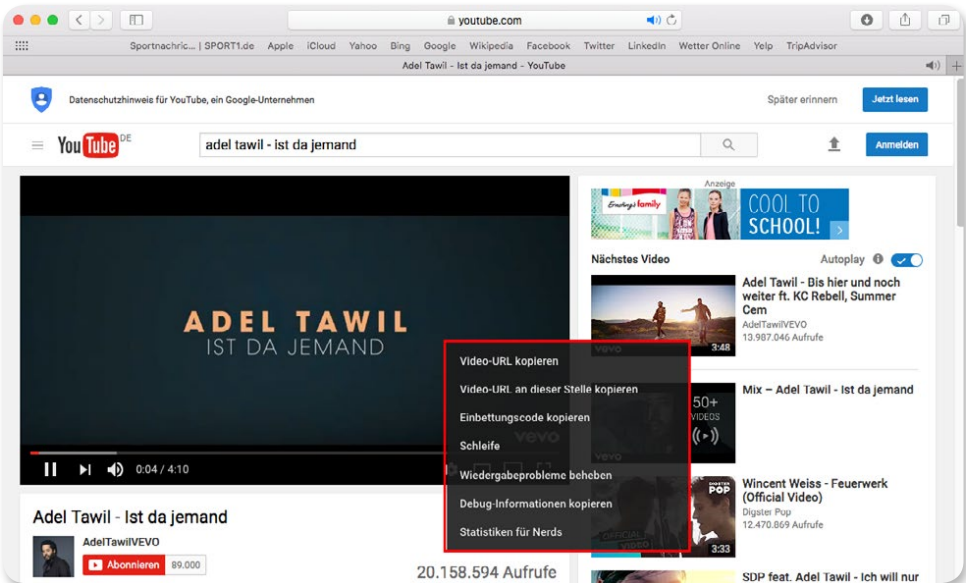 youtube.com
Sportnachric... | SPORT1.de Apple iCloud Yahoo Bing Google Wikipedia Facebook Twitter LinkedIn Wetter Online Yelp TripAdvisor
Adel Tawil - Ist da jemand - YouTube
Datenschutzhinweis für YouTube, ein Google-Unternehmen
Später erinnern
Jetzt lesen
YouTube DE
adel tawil - ist da jemand
Anmelden
ADEL TAWIL
IST DA JEMAND
vevo
0:04 / 4:10
Video-URL kopieren
Video-URL an dieser Stelle kopieren
Einbettungscode kopieren
Schleife
Wiedergabeprobleme beheben
Debug-Informationen kopieren
Statistiken für Nerds
Adel Tawil - Ist da jemand
AdelTawilVEVO
Abonnieren 89.000
20.158.594 Aufrufe
Anzeige
family
COOL TO
SCHOOL!
Nächstes Video
Autoplay
Adel Tawil - Bis hier und noch
weiter ft. KC Rebell, Summer
Cem
AdelTawilVEVO
13.987.046 Aufrufe
vevo
3:48
Mix – Adel Tawil - Ist da jemand
50+
VIDEOS
vevo
Wincent Weiss - Feuerwerk
(Official Video)
Digster Pop
12.470.869 Aufrufe
DIGSTER
POP
OFFICIAL
VIDEO
3:33
SDP feat. Adel Tawil - Ich will nur